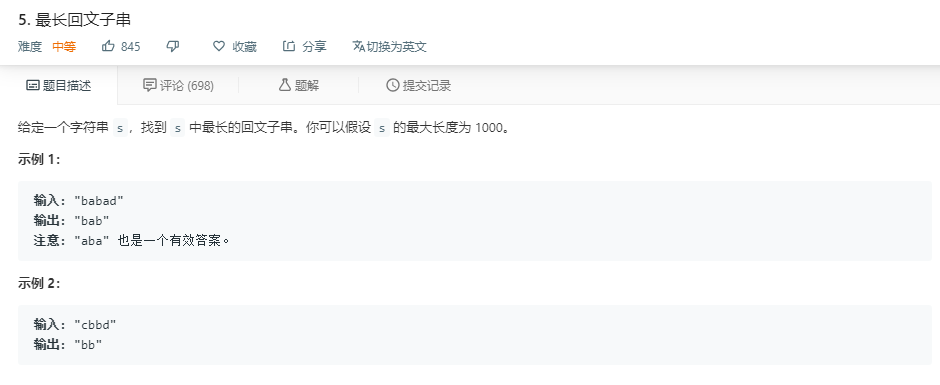 5. 最长回文子串
难度 中等 845 收藏 分享 切换为英文
题目描述 评论 (698) 题解 提交记录
给定一个字符串 s，找到 s 中最长的回文子串。你可以假设 s 的最大长度为 1000。
示例 1：
输入: "babad"
输出: "bab"
注意: "aba" 也是一个有效答案。
示例 2：
输入: "cbbd"
输出: "bb"